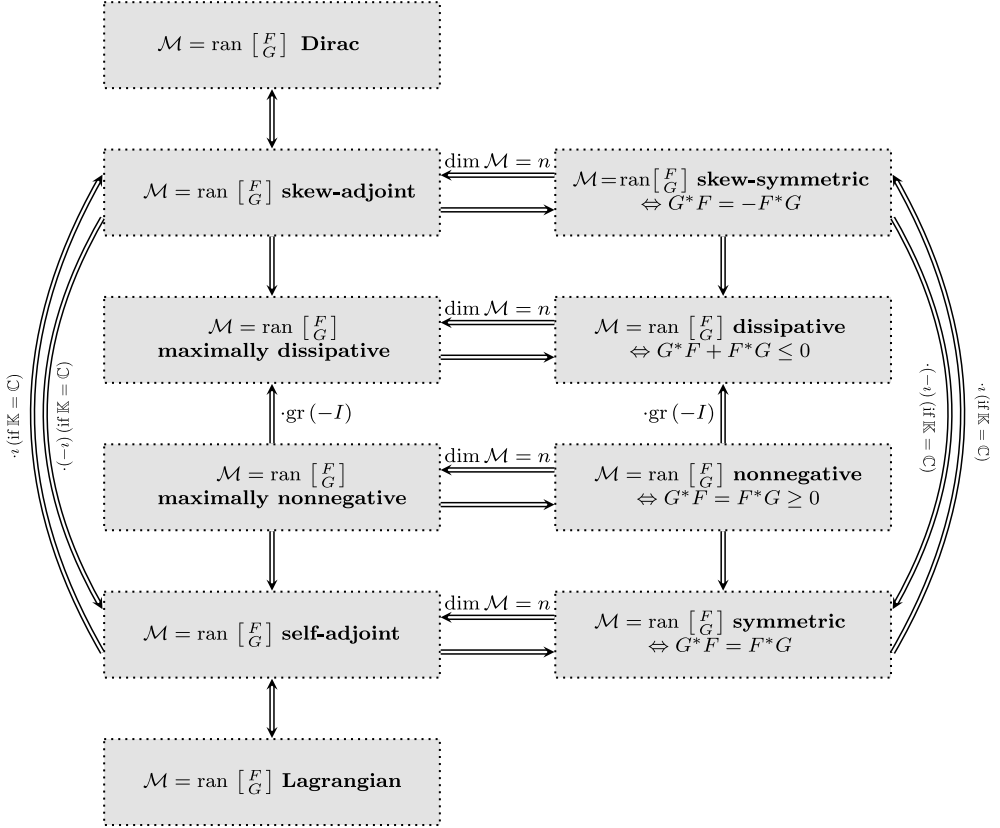 ℳ = ran [F G] Dirac
dim ℳ = n
ℳ = ran [F G] skew-adjoint
ℳ = ran [F G] skew-symmetric
⇔ G*F = −F*G
dim ℳ = n
ℳ = ran [F G]
maximally dissipative
ℳ = ran [F G] dissipative
⇔ G*F + F*G ≤ 0
·ı (if 𝕂 = ℂ)
·(−ı) (if 𝕂 = ℂ)
·gr (−I)
·gr (−I)
·(−ı) (if 𝕂 = ℂ)
·ı (if 𝕂 = ℂ)
dim ℳ = n
ℳ = ran [F G]
maximally nonnegative
ℳ = ran [F G] nonnegative
⇔ G*F = F*G ≥ 0
dim ℳ = n
ℳ = ran [F G] self-adjoint
ℳ = ran [F G] symmetric
⇔ G*F = F*G
ℳ = ran [F G] Lagrangian